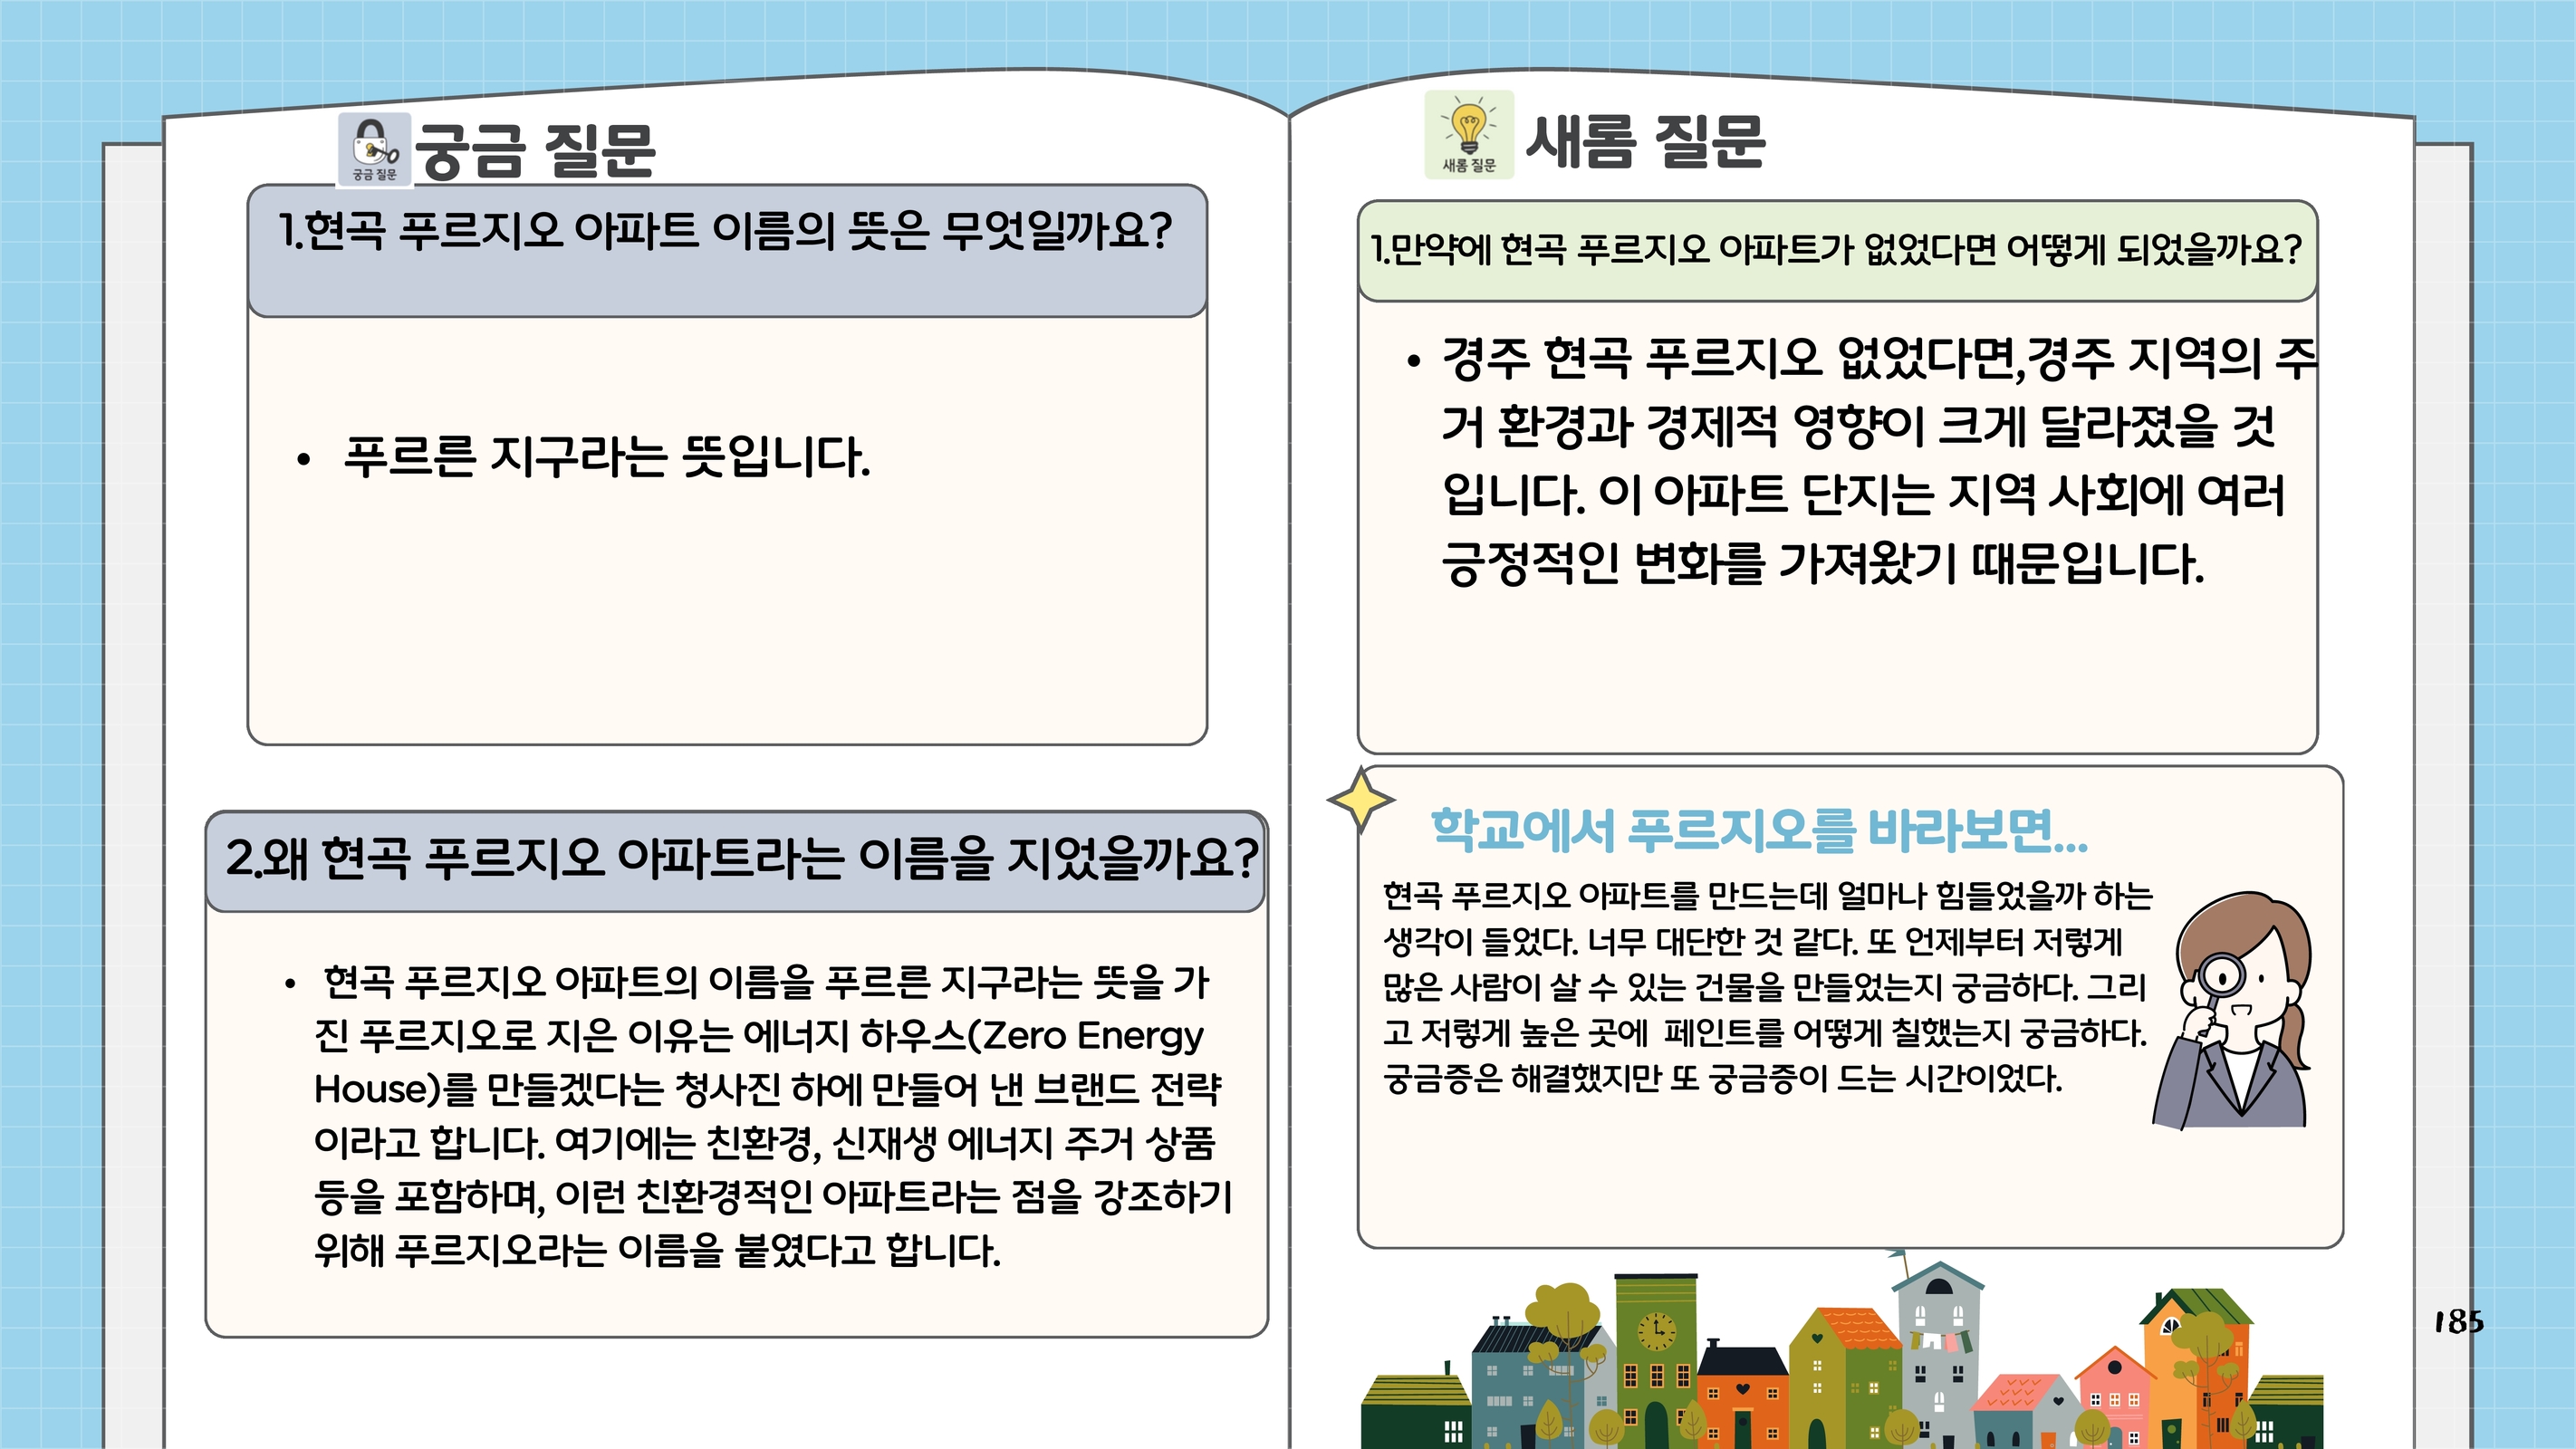 궁금 질문
궁금 질문
1.현곡 푸르지오 아파트 이름의 뜻은 무엇일까요?
• 푸르른 지구라는 뜻입니다.
2.왜 현곡 푸르지오 아파트라는 이름을 지었을까요?
• 현곡 푸르지오 아파트의 이름을 푸르른 지구라는 뜻을 가
진 푸르지오로 지은 이유는 에너지 하우스(Zero Energy
House)를 만들겠다는 청사진 하에 만들어 낸 브랜드 전략
이라고 합니다. 여기에는 친환경, 신재생 에너지 주거 상품
등을 포함하며, 이런 친환경적인 아파트라는 점을 강조하기
위해 푸르지오라는 이름을 붙였다고 합니다.
새롬 질문
새롬 질문
1.만약에 현곡 푸르지오 아파트가 없었다면 어떻게 되었을까요?
• 경주 현곡 푸르지오 없었다면,경주 지역의 주
거 환경과 경제적 영향이 크게 달라졌을 것
입니다. 이 아파트 단지는 지역 사회에 여러
긍정적인 변화를 가져왔기 때문입니다.
학교에서 푸르지오를 바라보면...
현곡 푸르지오 아파트를 만드는데 얼마나 힘들었을까 하는
생각이 들었다. 너무 대단한 것 같다. 또 언제부터 저렇게
많은 사람이 살 수 있는 건물을 만들었는지 궁금하다. 그리
고 저렇게 높은 곳에 페인트를 어떻게 칠했는지 궁금하다.
궁금증은 해결했지만 또 궁금증이 드는 시간이었다.
185